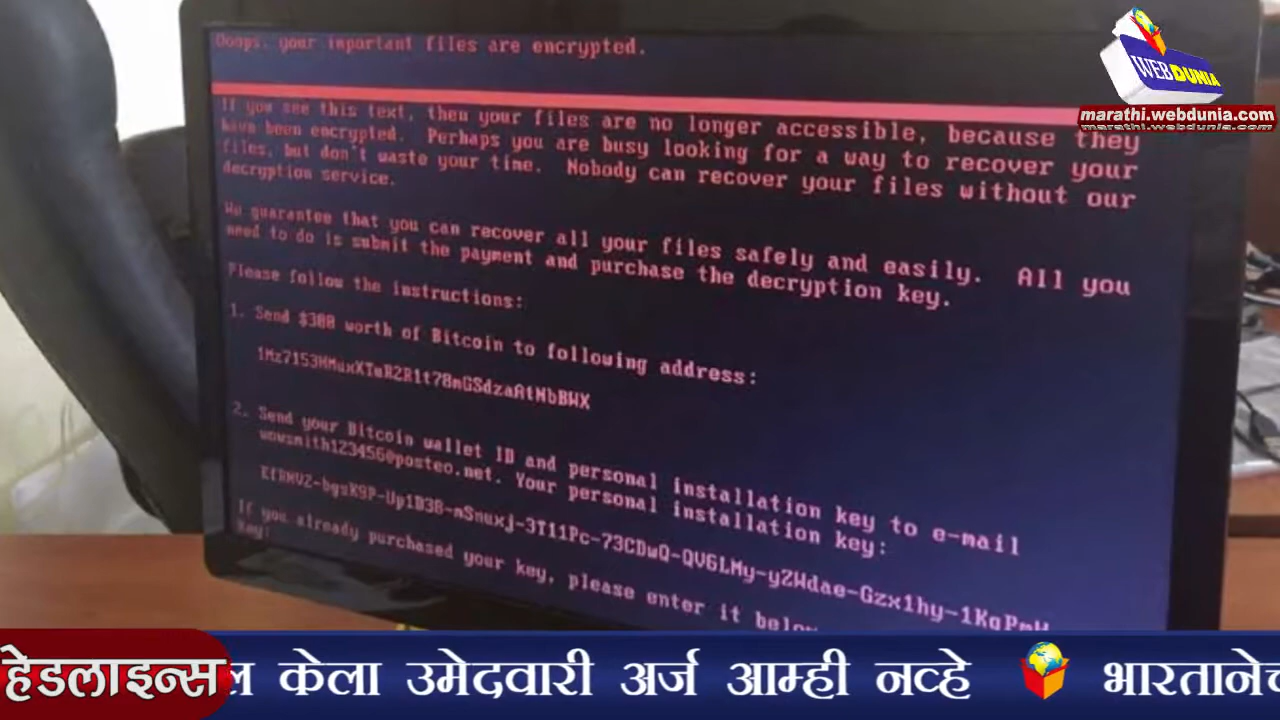 Ooops, your important files are encrypted.
WEBDUNIA
marathi.webdunia.com
If you see this text, then your files are no longer accessible, because they
have been encrypted. Perhaps you are busy looking for a way to recover your
files, but don't waste your time. Nobody can recover your files without our
decryption service.
We guarantee that you can recover all your files safely and easily. All you
need to do is submit the payment and purchase the decryption key.
Please follow the instructions:
1. Send $300 worth of Bitcoin to following address:
1Mz7153HMuxXTuR2R1t78mGSdzaAtNbBWX
2. Send your Bitcoin wallet ID and personal installation key to e-mail
wowsmith123456@posteo.net. Your personal installation key:
If you already purchased your key, please enter it below.
Key:
हेडलाइन्स ल केला उमेदवारी अर्ज आम्ही नव्हे भारतानेच